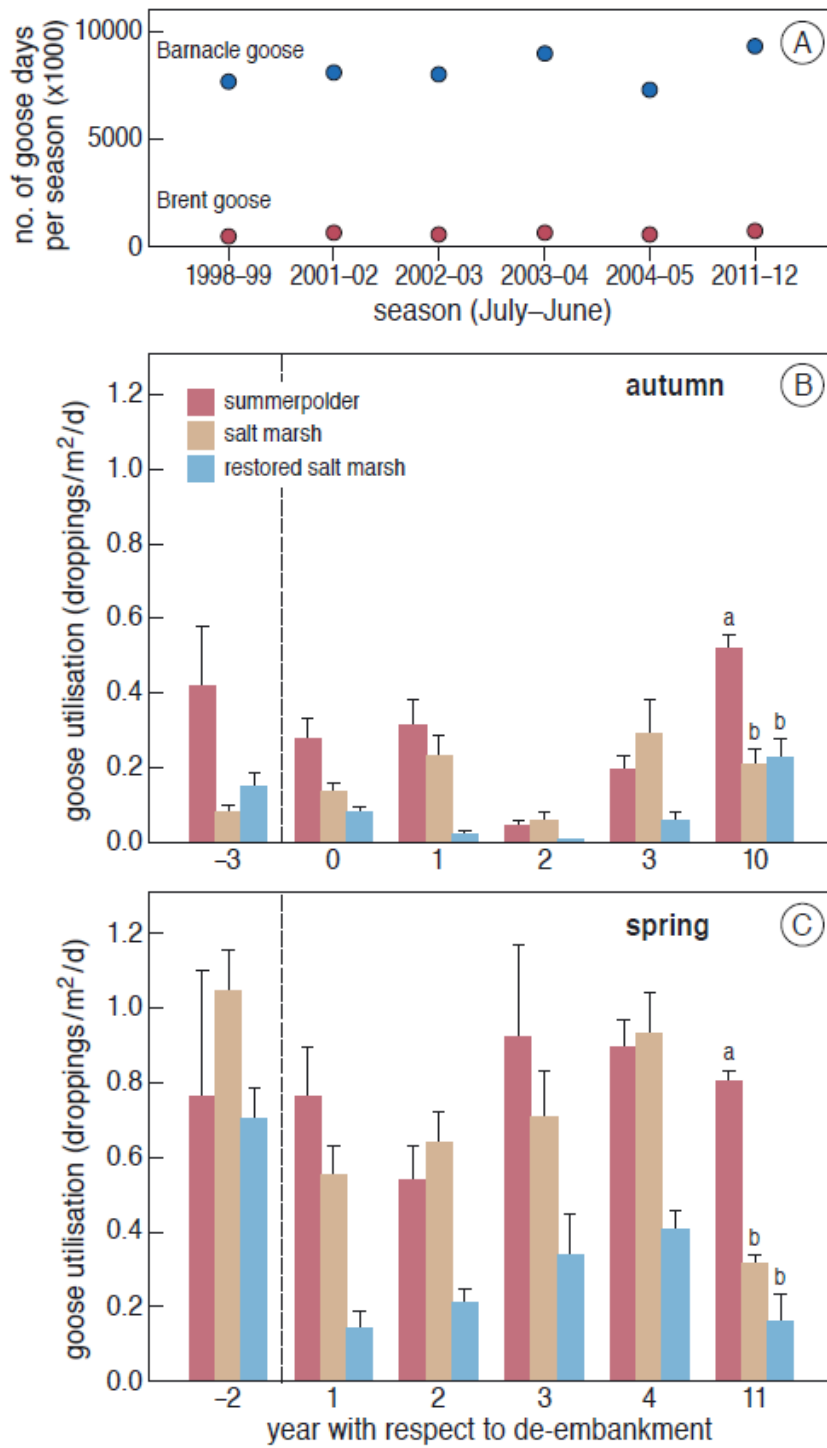 no. of goose days
per season (x1000)
10000
5000
0
Barnacle goose
Brent goose
A
1998–99 2001–02 2002–03 2003–04 2004–05 2011–12
season (July–June)
goose utilisation (droppings/m²/d)
1.2
1.0
0.8
0.6
0.4
0.2
0.0
summerpolder
salt marsh
restored salt marsh
autumn
B
a
b b
–3 0 1 2 3 10
goose utilisation (droppings/m²/d)
1.2
1.0
0.8
0.6
0.4
0.2
0.0
spring
C
a
b
b
–2 1 2 3 4 11
year with respect to de-embankment